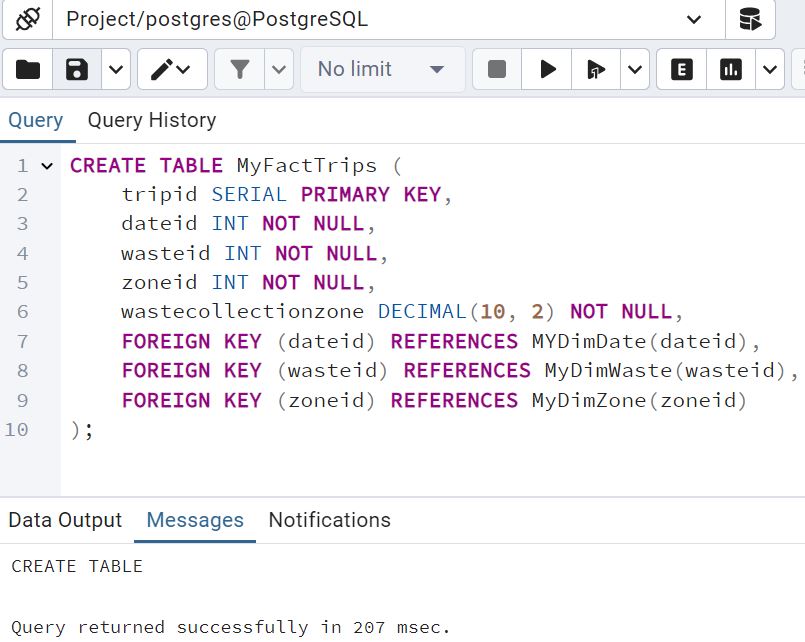 Project/postgres@PostgreSQL
No limit
E
Query Query History
1 CREATE TABLE MyFactTrips (
2 tripid SERIAL PRIMARY KEY,
3 dateid INT NOT NULL,
4 wasteid INT NOT NULL,
5 zoneid INT NOT NULL,
6 wastecollectionzone DECIMAL(10, 2) NOT NULL,
7 FOREIGN KEY (dateid) REFERENCES MYDimDate(dateid),
8 FOREIGN KEY (wasteid) REFERENCES MyDimWaste(wasteid),
9 FOREIGN KEY (zoneid) REFERENCES MyDimZone(zoneid)
10 );
Data Output Messages Notifications
CREATE TABLE
Query returned successfully in 207 msec.